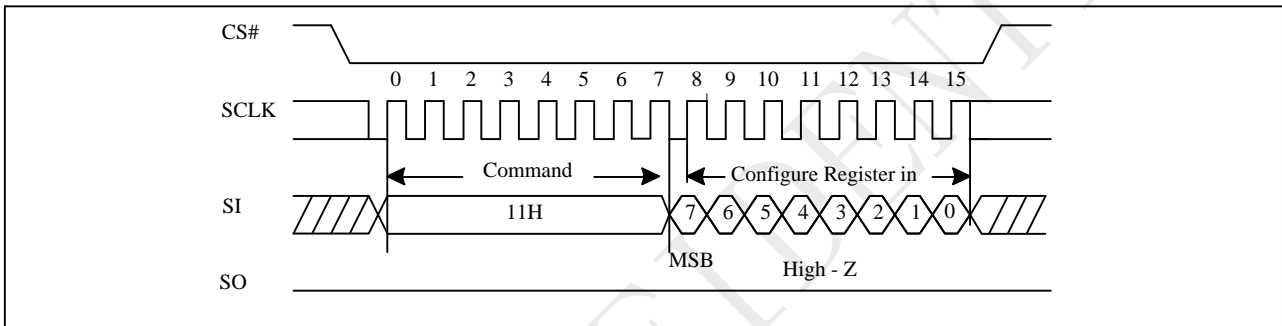 CS#
0 1 2 3 4 5 6 7 8 9 10 11 12 13 14 15
SCLK
Command Configure Register in
SI 11H 7 6 5 4 3 2 1 0
MSB High - Z
SO